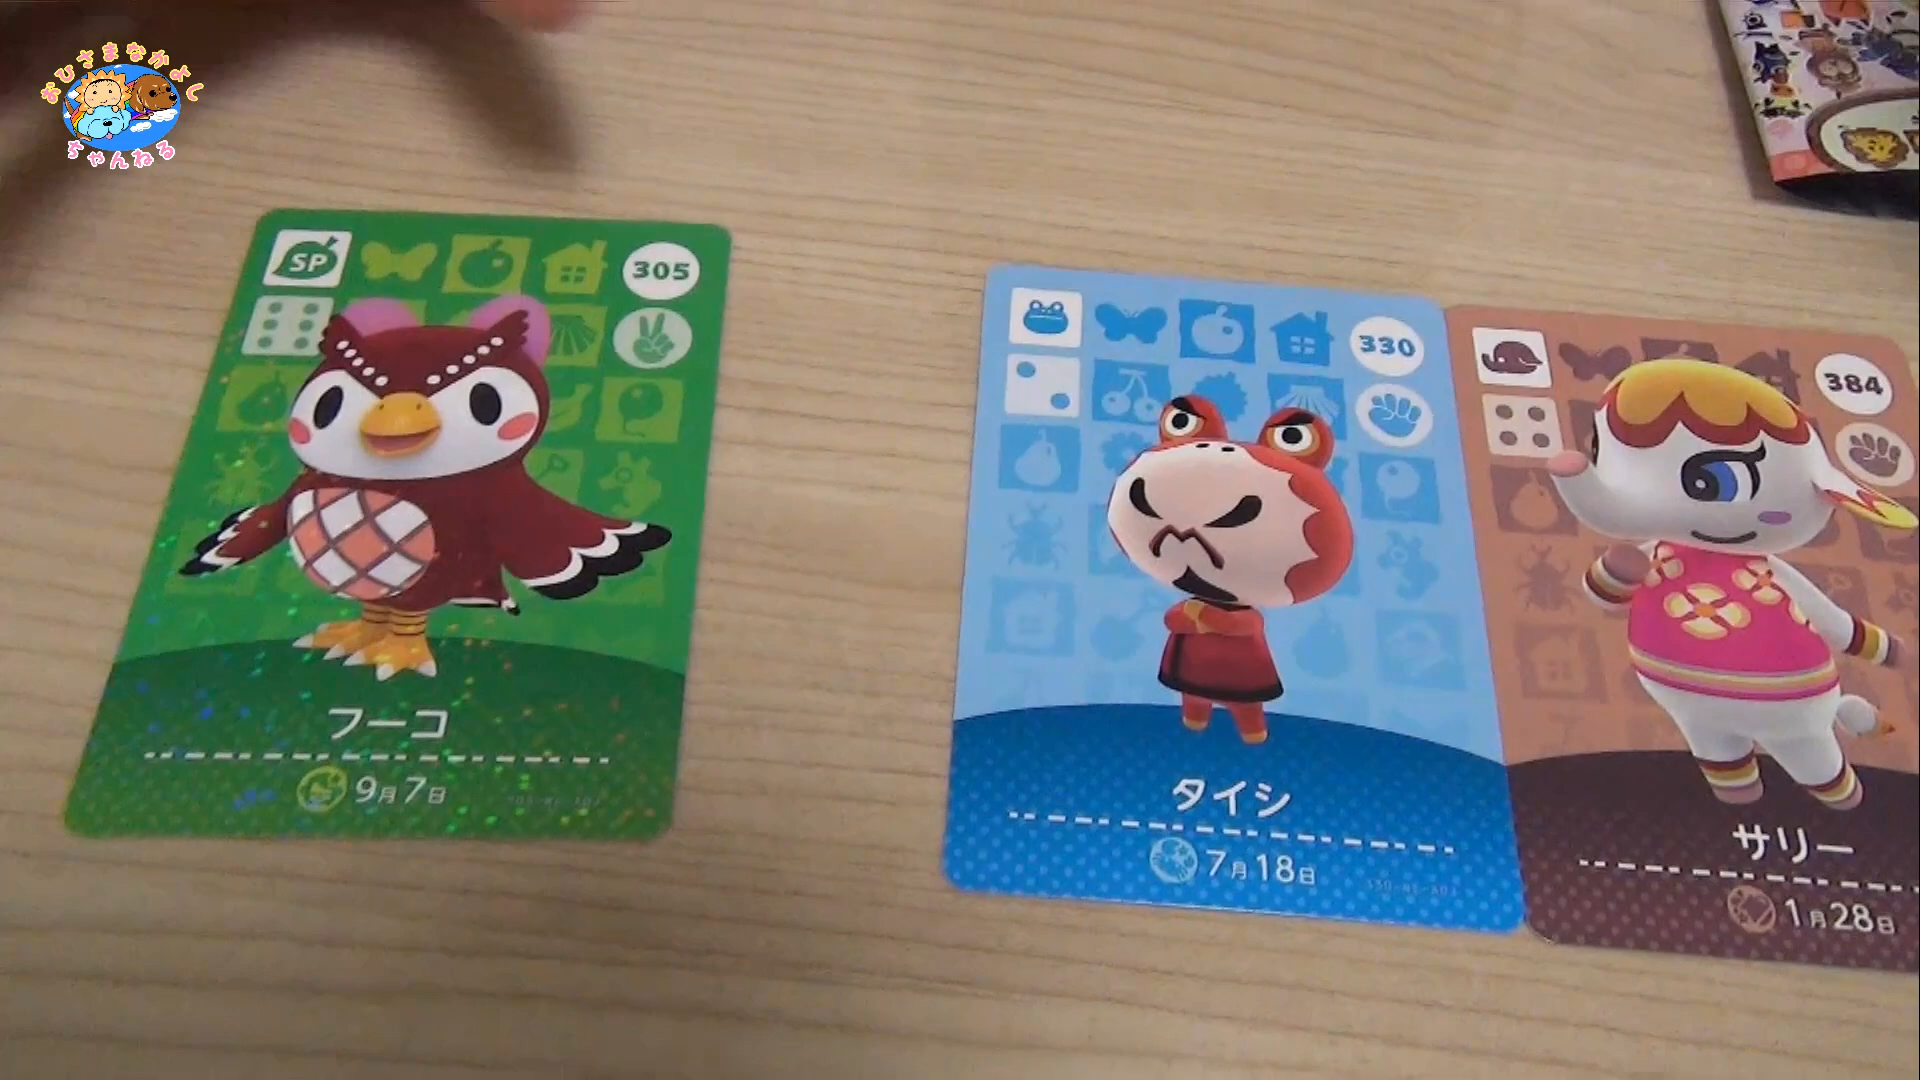 おひさまなかよし
ちゃんねる
SP
305
フーコ
9月7日
330
タイシ
7月18日
384
サリー
1月28日